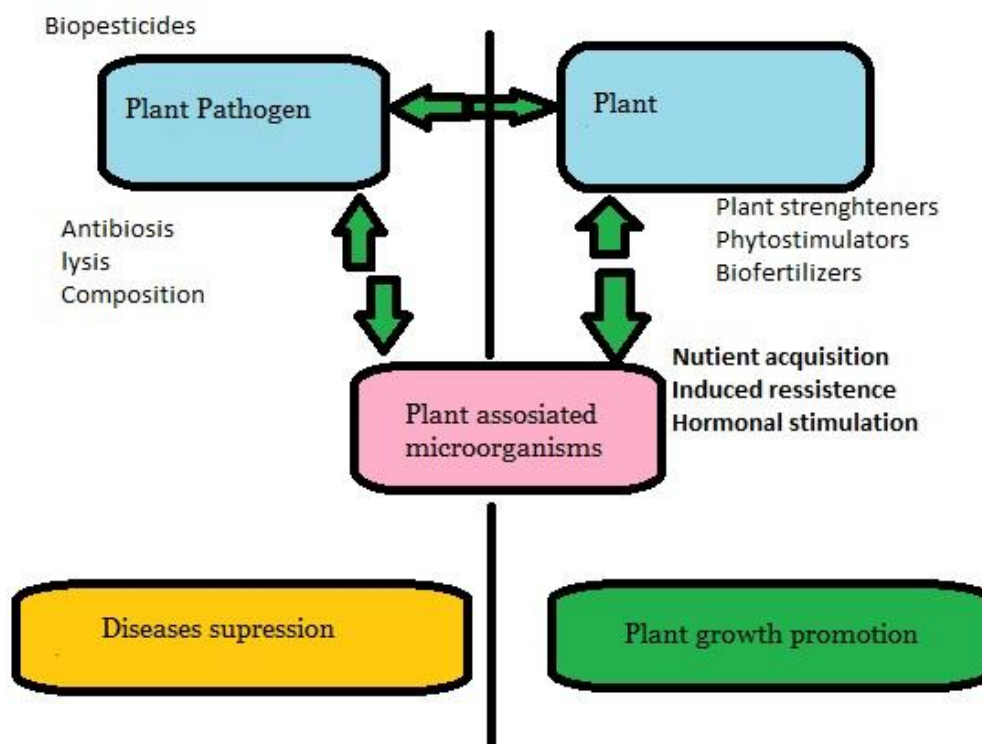 Biopesticides
Plant Pathogen
Plant
Antibiosis
lysis
Composition
Plant strenghteners
Phytostimulators
Biofertilizers
Nutient acquisition
Induced ressistence
Hormonal stimulation
Plant assosiated
microorganisms
Diseases supression
Plant growth promotion